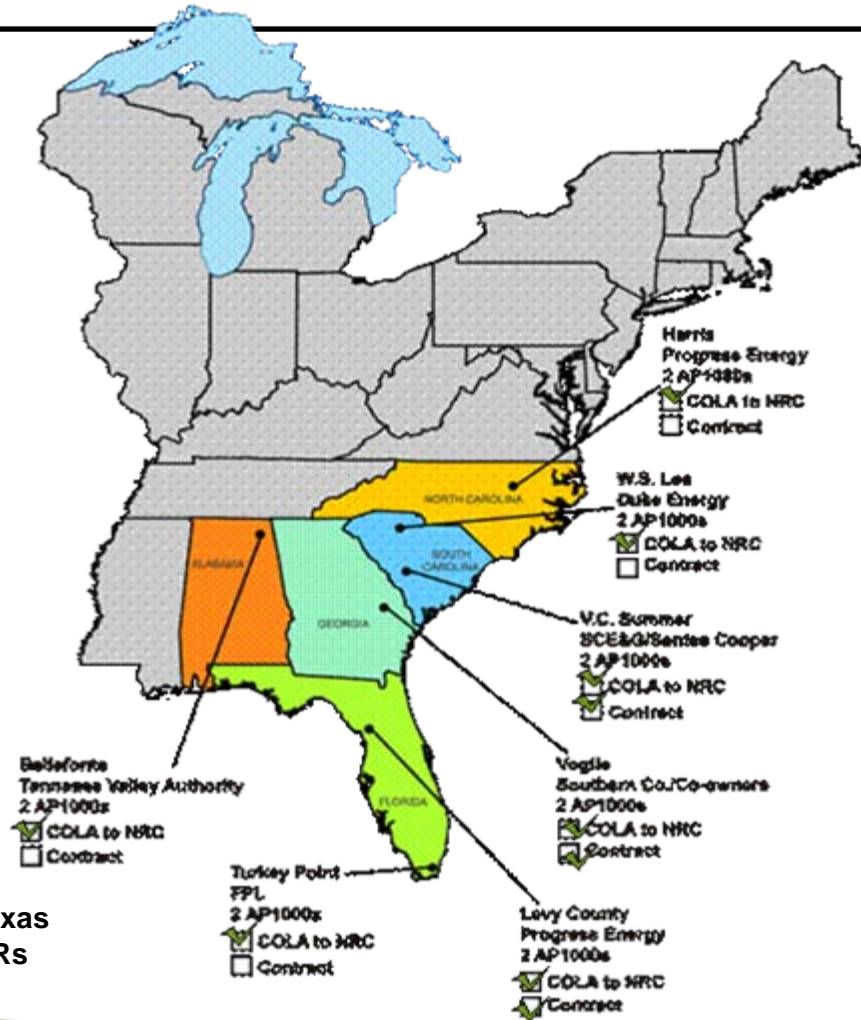 Harris
Progress Energy
2 AP1000s
COLA to NRC
Contract
W.S. Lee
Duke Energy
2 AP1000s
COLA to NRC
Contract
NORTH CAROLINA
SOUTH
CAROLINA
ALABAMA
GEORGIA
V.C. Summer
SCE&G/Santee Cooper
2 AP1000s
COLA to NRC
Contract
Bellefonte
Tennessee Valley Authority
2 AP1000s
COLA to NRC
Contract
Vogtle
Southern Co./Co-owners
2 AP1000s
COLA to NRC
Contract
FLORIDA
Turkey Point
FPL
2 AP1000s
COLA to NRC
Contract
Levy County
Progress Energy
2 AP1000s
COLA to NRC
Contract
xas
Rs